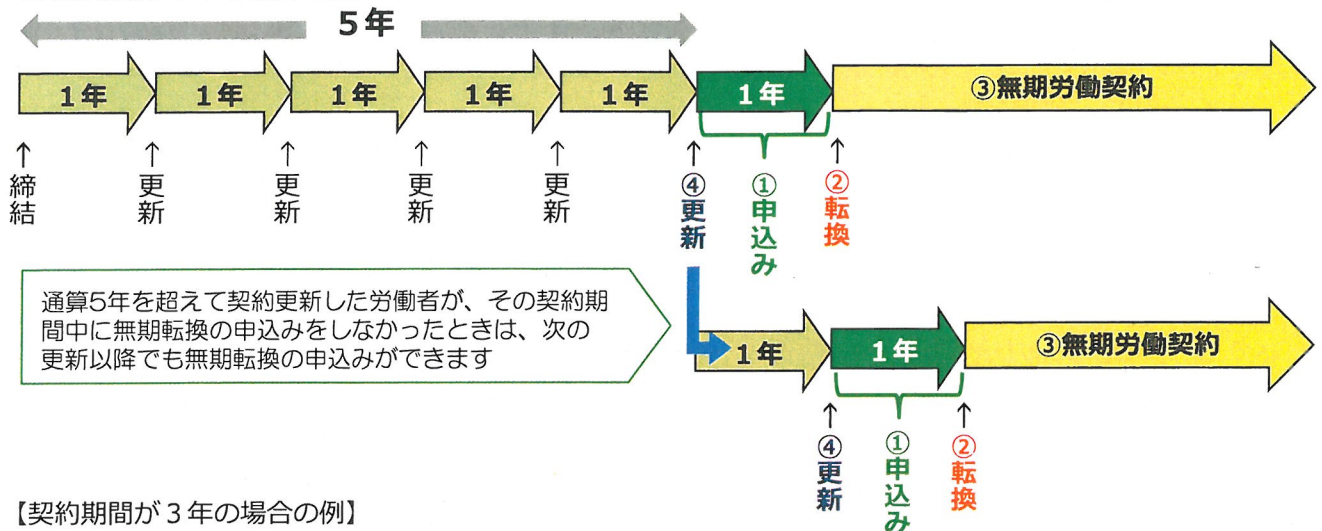 5年
1年
1年
1年
1年
1年
1年
③無期労働契約
↑
締結
↑
更新
↑
更新
↑
更新
↑
更新
↑
④更新
①申込み
↑
②転換
通算5年を超えて契約更新した労働者が、その契約期
間中に無期転換の申込みをしなかったときは、次の
更新以降でも無期転換の申込みができます
1年
1年
③無期労働契約
↑
④更新
①申込み
↑
②転換
【契約期間が3年の場合の例】